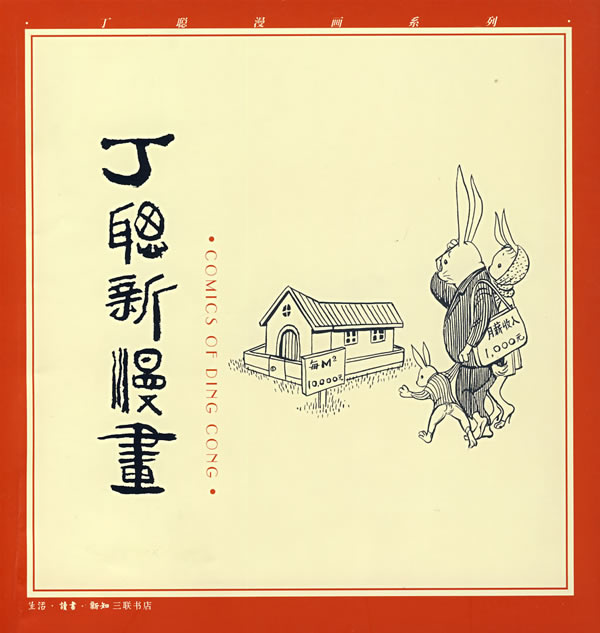 ·丁聪漫画系列·
丁聰新漫畫
• COMICS OF DING CONG •
每M²
10,000元
月薪收入
1,000元
生活·讀書·新知三联书店